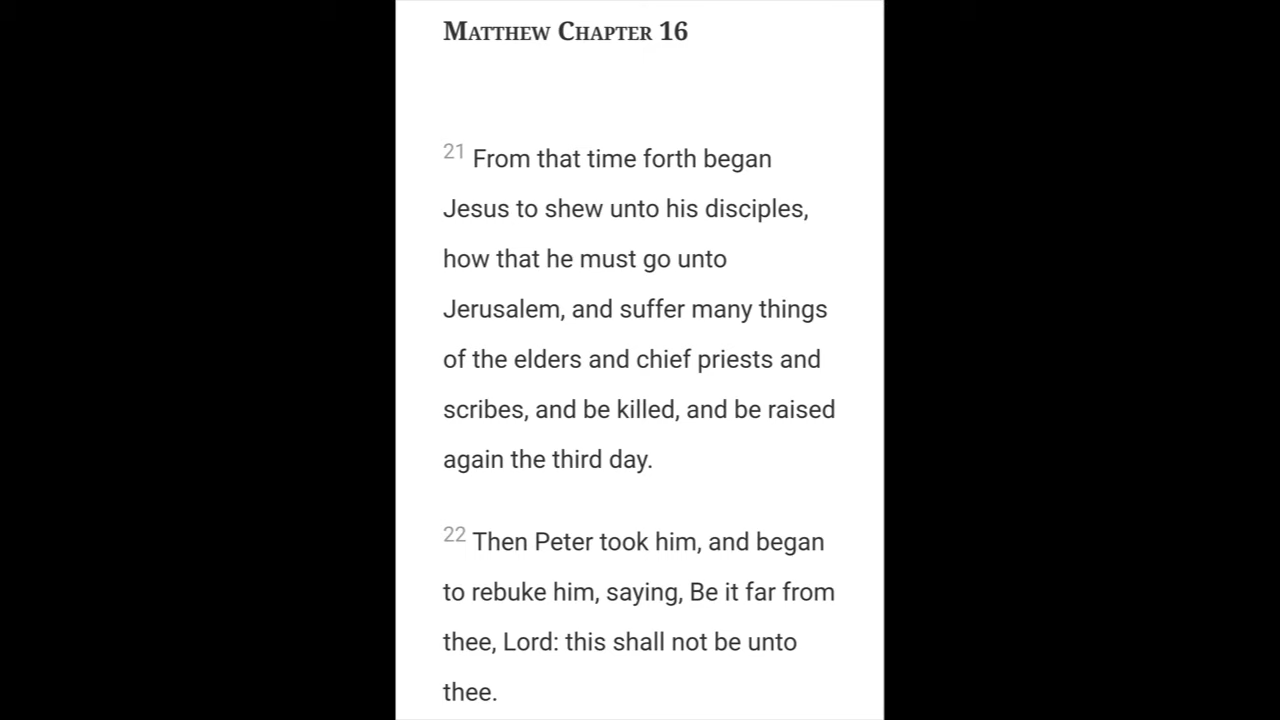 Matthew Chapter 16
21 From that time forth began
Jesus to shew unto his disciples,
how that he must go unto
Jerusalem, and suffer many things
of the elders and chief priests and
scribes, and be killed, and be raised
again the third day.
22 Then Peter took him, and began
to rebuke him, saying, Be it far from
thee, Lord: this shall not be unto
thee.